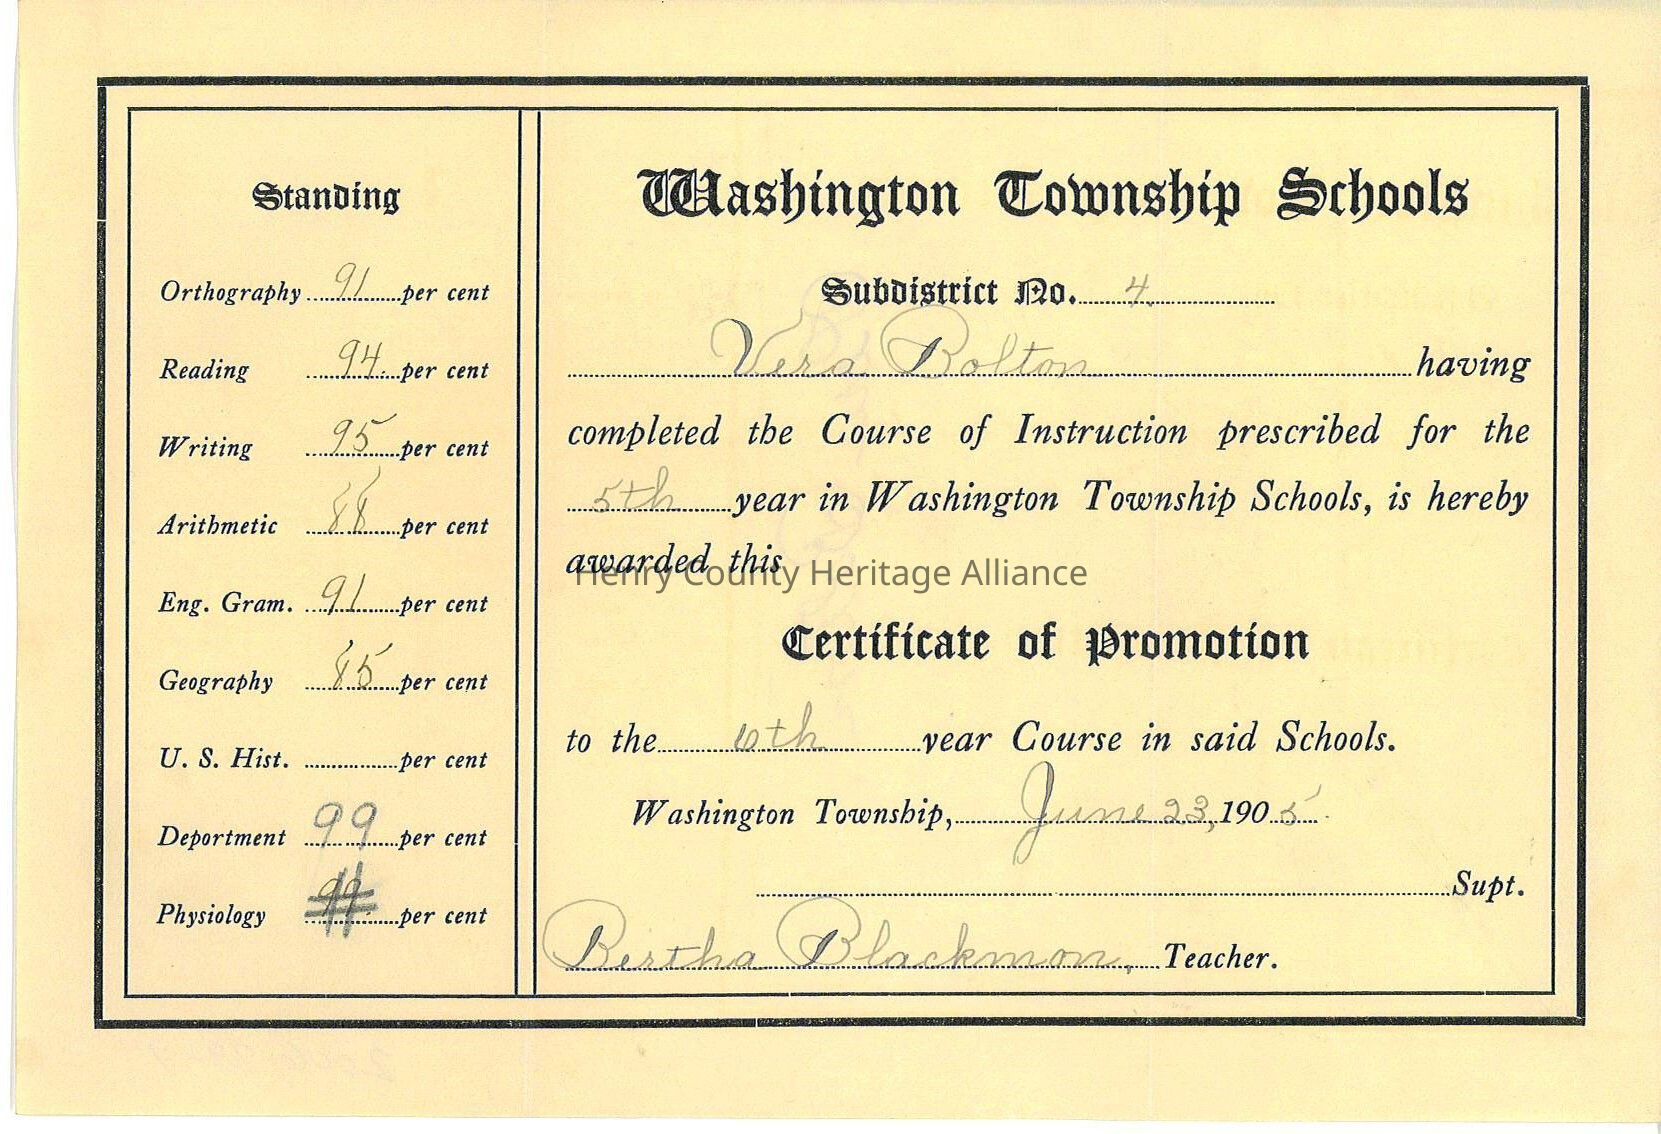 Standing
Orthography 91 per cent
Reading 94 per cent
Writing 95 per cent
Arithmetic 88 per cent
Eng. Gram. 91 per cent
Geography 85 per cent
U. S. Hist. per cent
Deportment 99 per cent
Physiology 99 per cent
Washington Township Schools
Subdistrict No. 4
Vera Bolton having
completed the Course of Instruction prescribed for the
5th year in Washington Township Schools, is hereby
awarded this
Henry County Heritage Alliance
Certificate of Promotion
to the 6th year Course in said Schools.
Washington Township, June 23, 1905.
Supt.
Bertha Blackmon, Teacher.